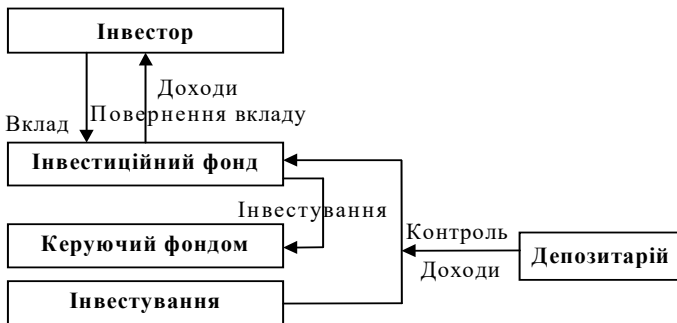 Інвестор
Доходи
Повернення вкладу
Вклад
Інвестиційний фонд
Інвестування
Керуючий фондом
Контроль
Доходи
Депозитарій
Інвестування